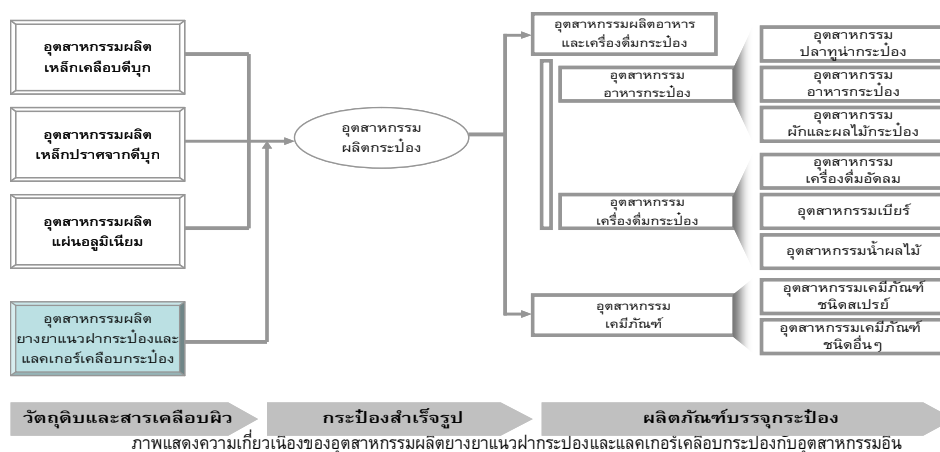 อุตสาหกรรมผลิต
เหล็กเคลือบดีบุก
อุตสาหกรรมผลิต
เหล็กปราศจากดีบุก
อุตสาหกรรมผลิต
แผ่นอลูมิเนียม
อุตสาหกรรมผลิต
ยางยาแนวฝากระป๋องและ
แลคเกอร์เคลือบกระป๋อง
อุตสาหกรรม
ผลิตกระป๋อง
อุตสาหกรรมผลิตอาหาร
และเครื่องดื่มกระป๋อง
อุตสาหกรรม
อาหารกระป๋อง
อุตสาหกรรม
เครื่องดื่มกระป๋อง
อุตสาหกรรม
เคมีภัณฑ์
อุตสาหกรรม
ปลาทูน่ากระป๋อง
อุตสาหกรรม
อาหารกระป๋อง
อุตสาหกรรม
ผักและผลไม้กระป๋อง
อุตสาหกรรม
เครื่องดื่มอัดลม
อุตสาหกรรมเบียร์
อุตสาหกรรมน้ำผลไม้
อุตสาหกรรมเคมีภัณฑ์
ชนิดสเปรย์
อุตสาหกรรมเคมีภัณฑ์
ชนิดอื่นๆ
วัตถุดิบและสารเคลือบผิว
กระป๋องสำเร็จรูป
ผลิตภัณฑ์บรรจุกระป๋อง
ภาพแสดงความเกี่ยวเนื่องของอุตสาหกรรมผลิตยางยาแนวฝากระป๋องและแลคเกอร์เคลือบกระป๋องกับอุตสาหกรรมอื่น